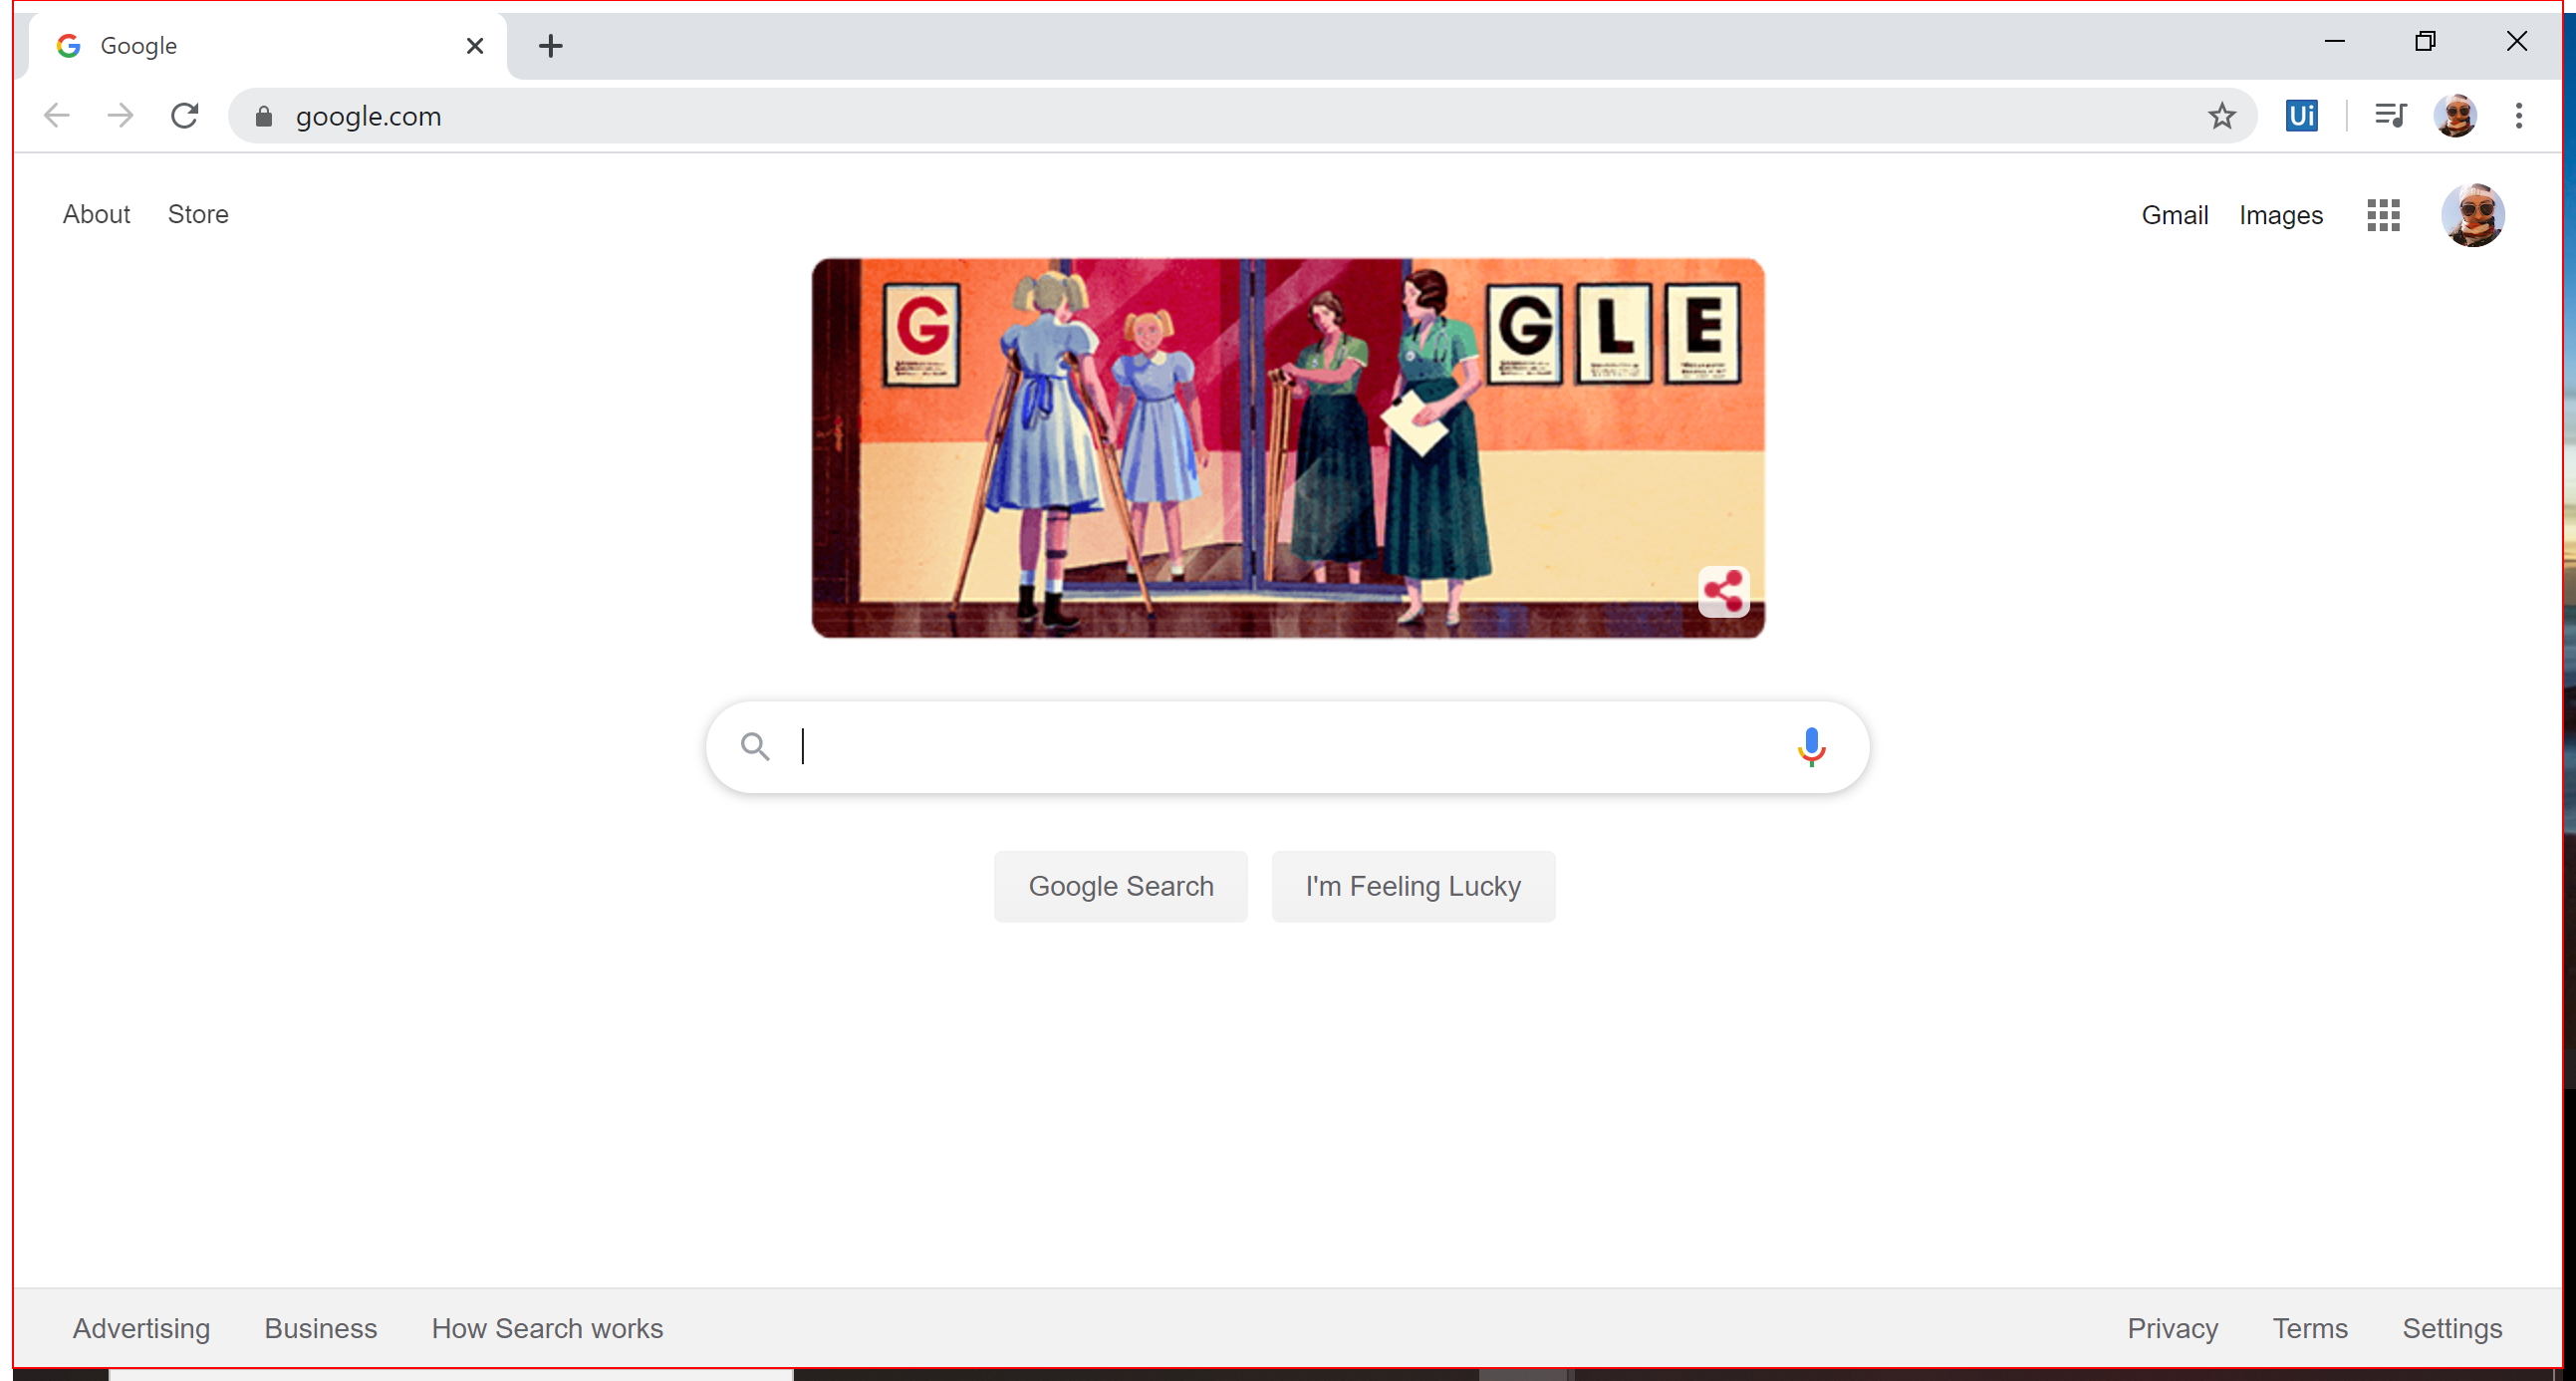 Google
google.com
Ui
About Store
Gmail Images
G G L E
Google Search I'm Feeling Lucky
Advertising Business How Search works
Privacy Terms Settings